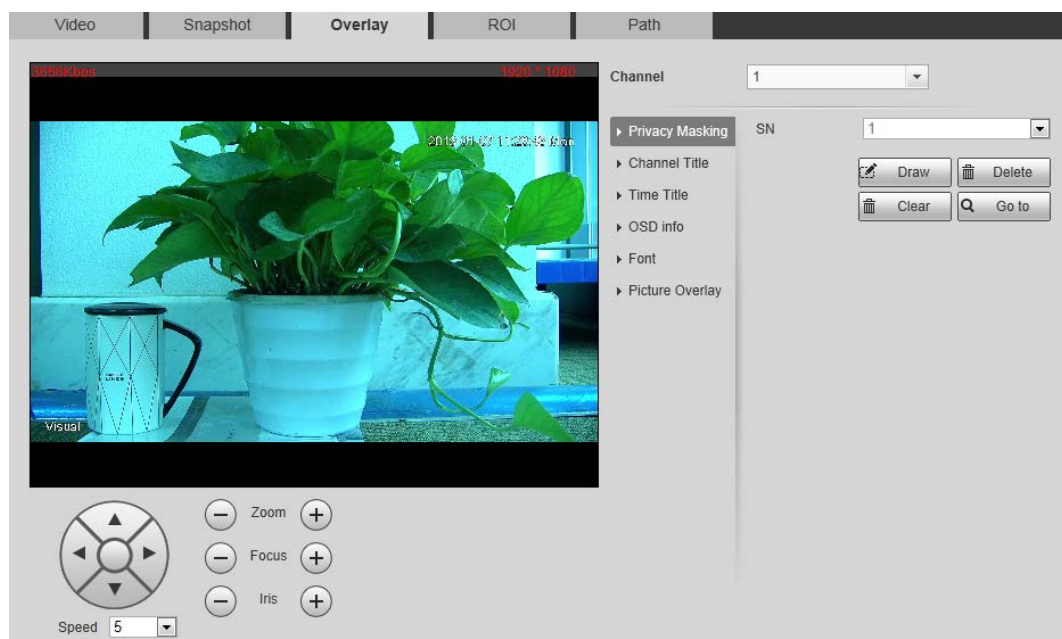 Video Snapshot Overlay ROI Path
3658Kbps 1920 * 1080
Channel 1
Privacy Masking
Channel Title
Time Title
OSD info
Font
Picture Overlay
SN 1
Draw Delete
Clear Go to
Visual
Zoom
Focus
Iris
Speed 5